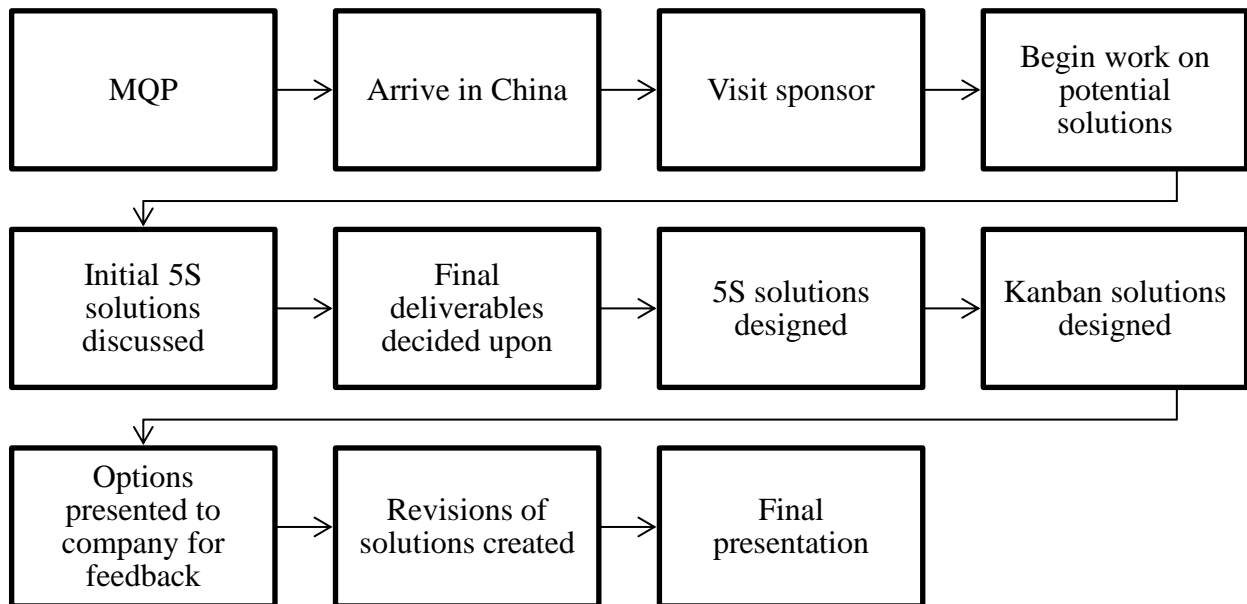 MQP
Arrive in China
Visit sponsor
Begin work on
potential
solutions
Initial 5S
solutions
discussed
Final
deliverables
decided upon
5S solutions
designed
Kanban solutions
designed
Options
presented to
company for
feedback
Revisions of
solutions created
Final
presentation